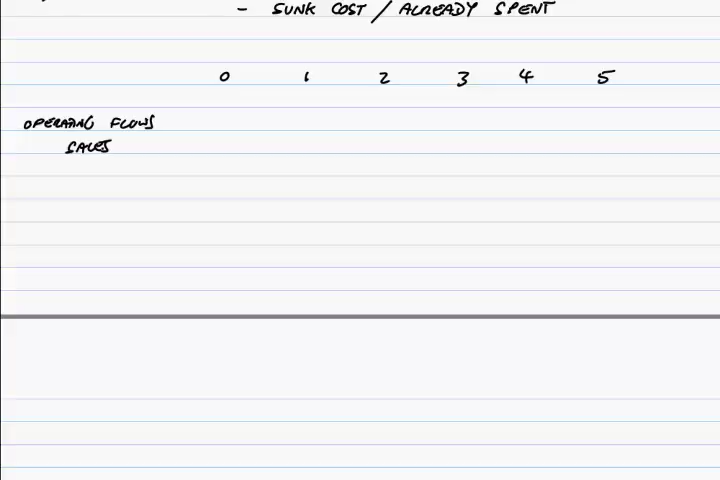 - SUNK COST / ALREADY SPENT
0 1 2 3 4 5
OPERATING FLOWS
SALES